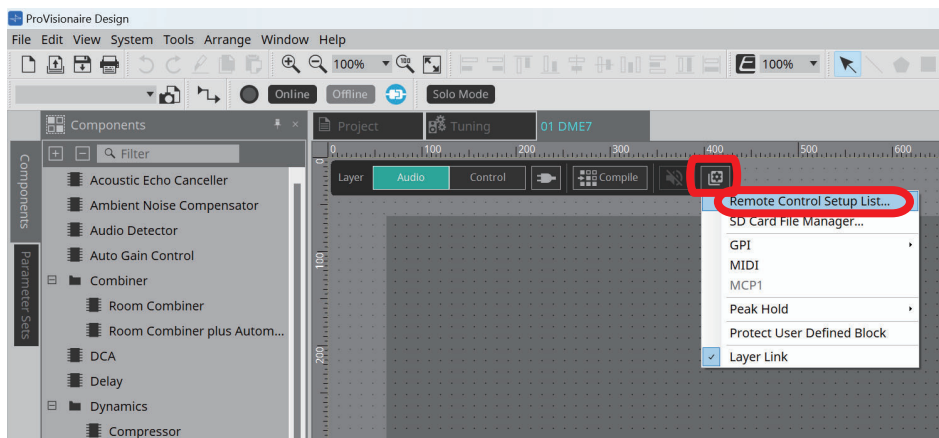 ProVisionaire Design
File Edit View System Tools Arrange Window Help
100% 100 100%
Online Offline Solo Mode
Components
Project Tuning 01 DME7
Filter
0 100 200 300 400 500 600
Layer Audio Control Compile
Components
Parameter Sets
Acoustic Echo Canceller
Ambient Noise Compensator
Audio Detector
Auto Gain Control
Combiner
Room Combiner
Room Combiner plus Autom...
DCA
Delay
Dynamics
Compressor
0
100
200
Remote Control Setup List...
SD Card File Manager...
GPI
MIDI
MCP1
Peak Hold
Protect User Defined Block
Layer Link